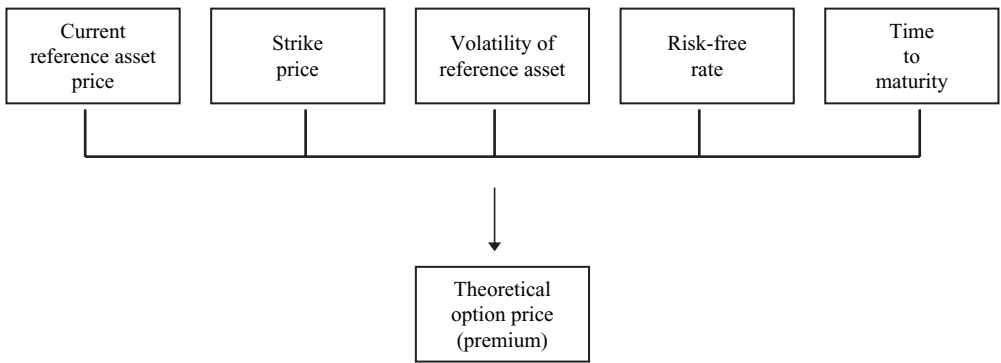 Current
reference asset
price
Strike
price
Volatility of
reference asset
Risk-free
rate
Time
to
maturity
Theoretical
option price
(premium)